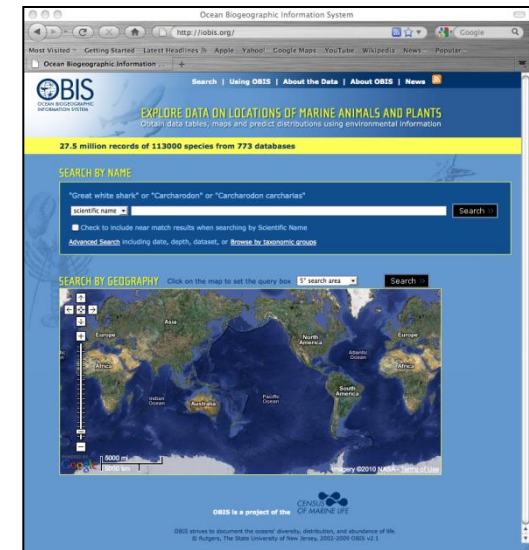 Ocean Biogeographic Information System
http://iobis.org/
Google
Most Visited Getting Started Latest Headlines Apple Yahoo! Google Maps YouTube Wikipedia News Popular
Ocean Biogeographic Information ...
Search | Using OBIS | About the Data | About OBIS | News
OBIS
OCEAN BIOGEOGRAPHIC
INFORMATION SYSTEM
EXPLORE DATA ON LOCATIONS OF MARINE ANIMALS AND PLANTS
Obtain data tables, maps and predict distributions using environmental information
27.5 million records of 113000 species from 773 databases
SEARCH BY NAME
"Great white shark" or "Carcharodon" or "Carcharodon carcharias"
scientific name
Search
Check to include near match results when searching by Scientific Name
Advanced Search including date, depth, dataset, or Browse by taxonomic groups
SEARCH BY GEOGRAPHY Click on the map to set the query box 5° search area Search
Asia
Europe
North America
Atlantic Ocean
Europe
Africa
Africa
Indian Ocean
Australia
Pacific Ocean
South America
5000 mi
5000 km
Google
Imagery ©2010 NASA - Terms of Use
OBIS is a project of the CENSUS OF MARINE LIFE
OBIS strives to document the oceans' diversity, distribution, and abundance of life.
© Rutgers, The State University of New Jersey, 2002-2009 OBIS v2.1